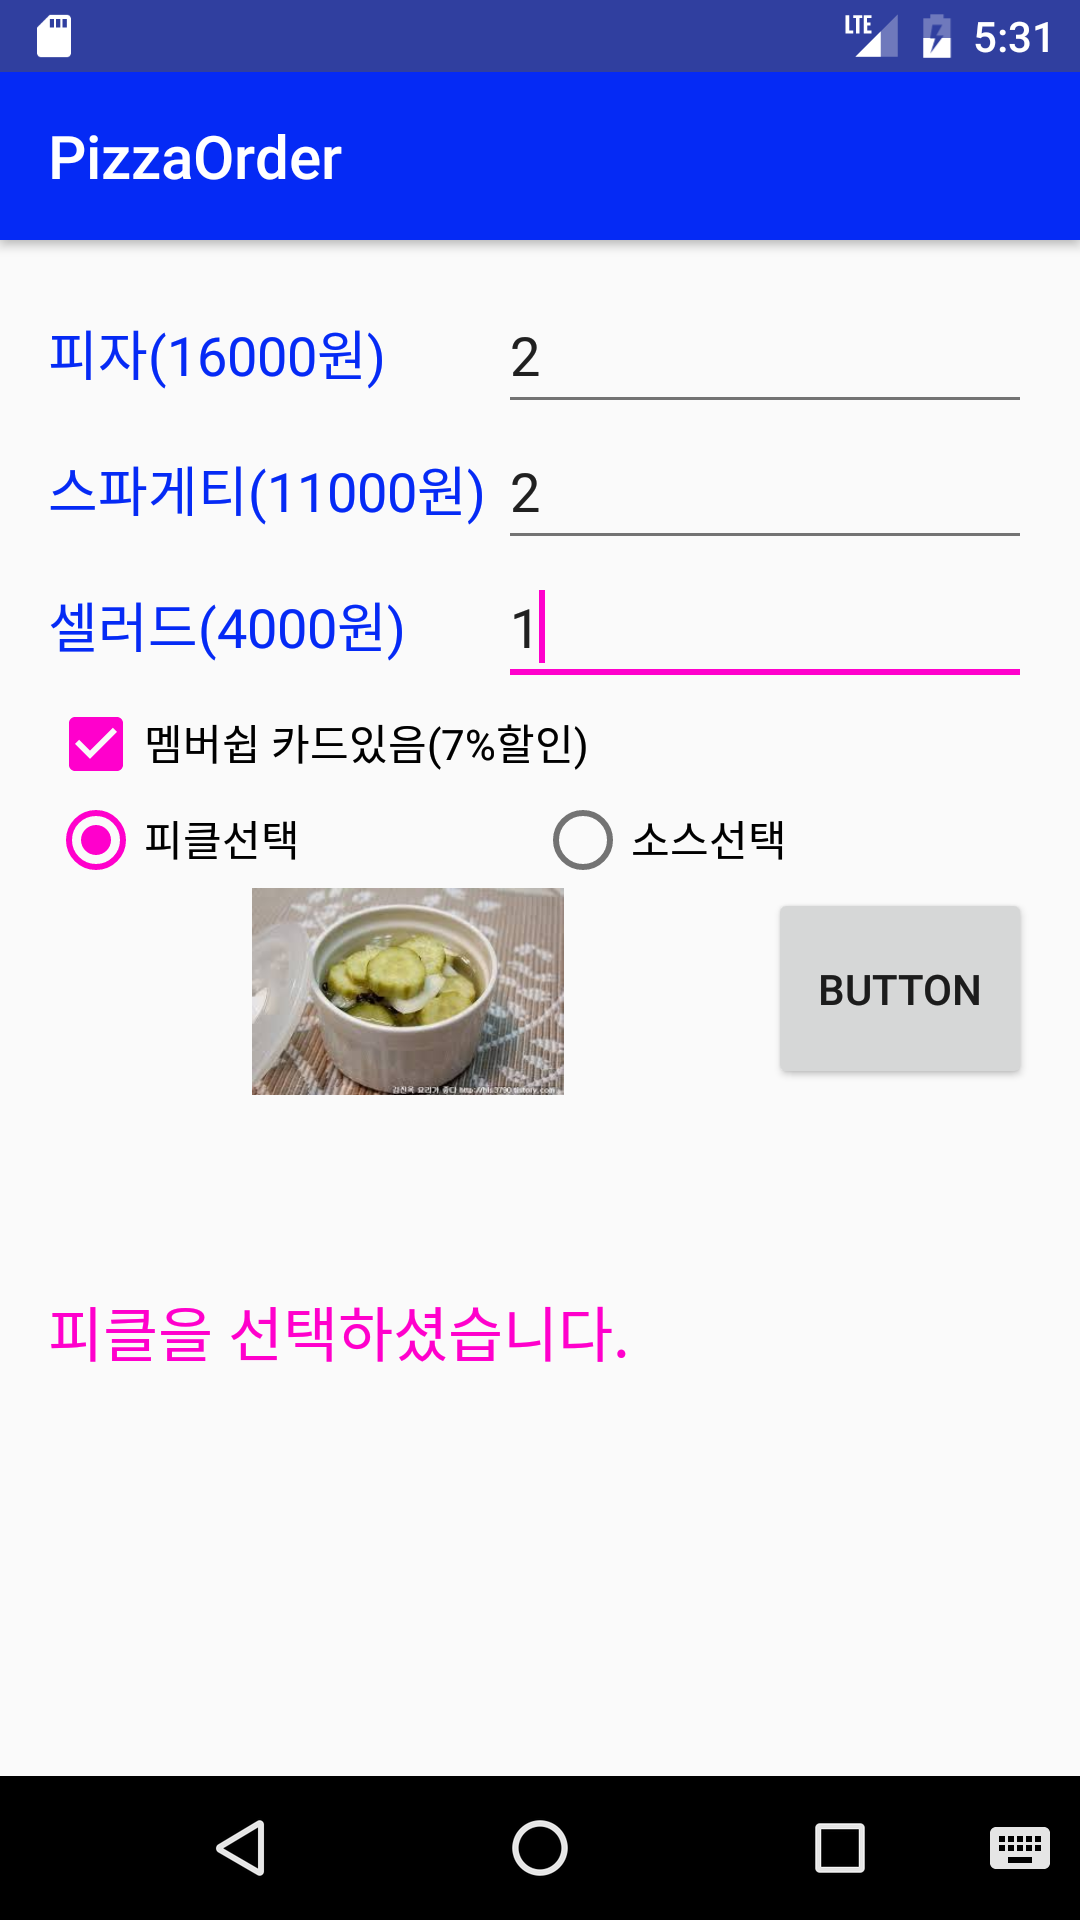 LTE 5:31
PizzaOrder
피자(16000원) 2
스파게티(11000원) 2
셀러드(4000원) 1
멤버쉽 카드있음(7%할인)
피클선택 소스선택
BUTTON
피클을 선택하셨습니다.